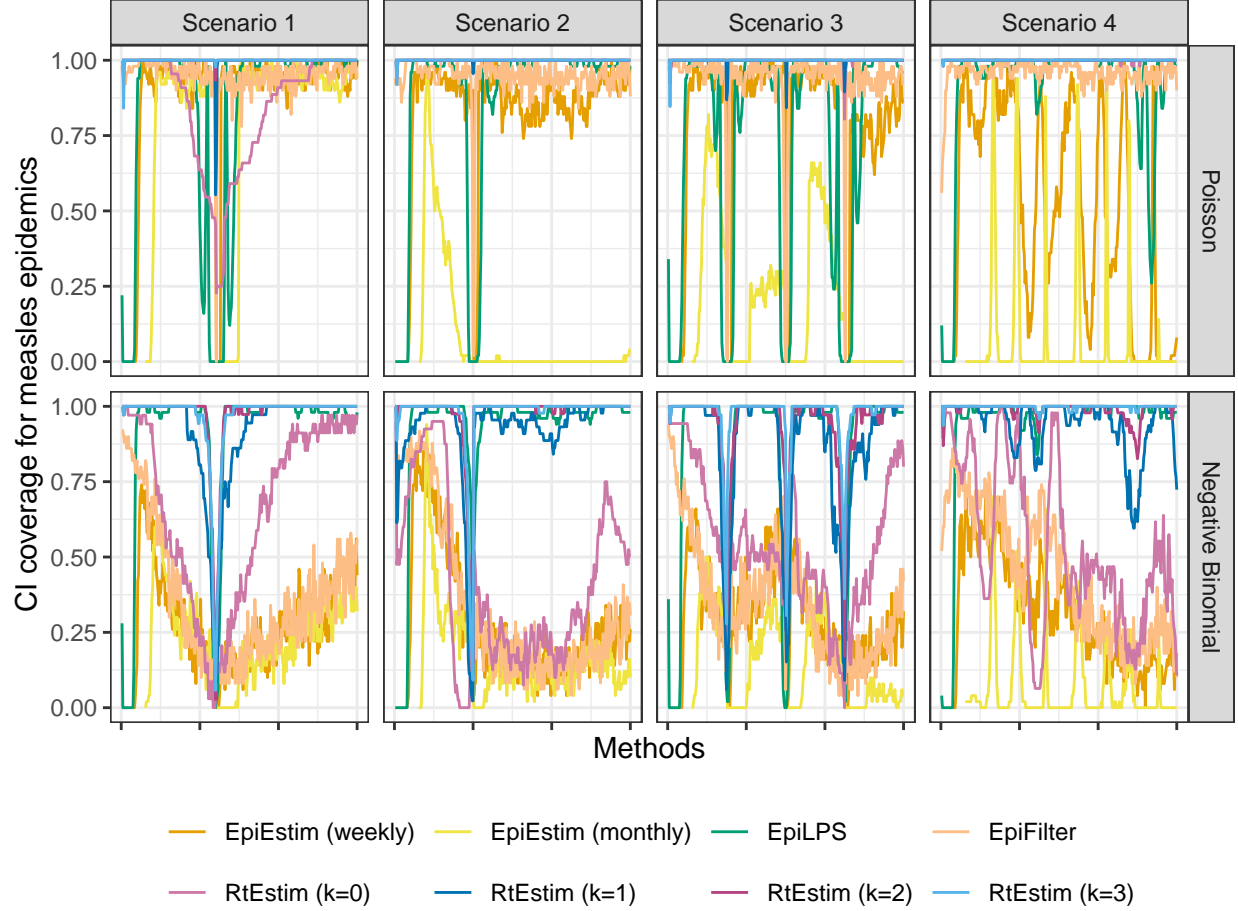 Scenario 1 Scenario 2 Scenario 3 Scenario 4
CI coverage for measles epidemics
1.00
0.75
0.50
0.25
0.00
Poisson
1.00
0.75
0.50
0.25
0.00
Negative Binomial
Methods
EpiEstim (weekly) EpiEstim (monthly) EpiLPS EpiFilter
RtEstim (k=0) RtEstim (k=1) RtEstim (k=2) RtEstim (k=3)